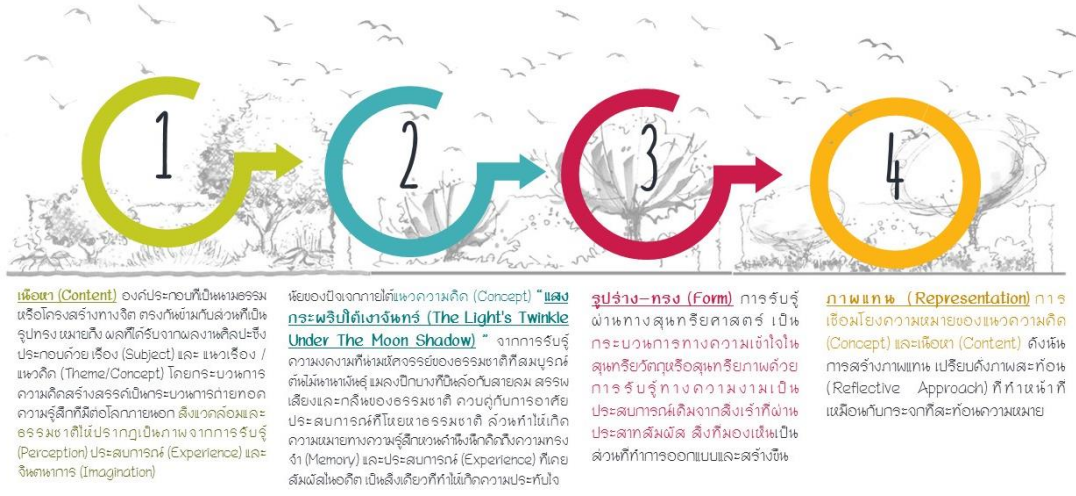 1
2
3
4
เนื้อหา (Content) องค์ประกอบที่เป็นนามธรรม
หรือโครงสร้างทางจิต ตรงกันข้ามกับส่วนที่เป็น
รูปทรง หมายถึง ผลที่ได้รับจากผลงานศิลปะซึ่ง
ประกอบด้วย เรื่อง (Subject) และ แนวเรื่อง /
แนวคิด (Theme/Concept) โดยกระบวนการ
ความคิดสร้างสรรค์เป็นกระบวนการถ่ายทอด
ความรู้สึกที่มีต่อโลกภายนอก สิ่งแวดล้อมและ
ธรรมชาติให้ปรากฏเป็นภาพจากการรับรู้
(Perception) ประสบการณ์ (Experience) และ
จินตนาการ (Imagination)
นัยของปัจเจกภายใต้แนวความคิด (Concept) "แสง
กระพริบใต้เงาจันทร์ (The Light's Twinkle
Under The Moon Shadow) " จากการรับรู้
ความงดงามที่น่ามหัศจรรย์ของธรรมชาติที่สมบูรณ์
ต้นไม้นานาพันธุ์ แมลงปีกบางที่บินล้อกับสายลม สรรพ
เสียงและกลิ่นของธรรมชาติ ควบคู่กับการอาศัย
ประสบการณ์ที่โหยหาธรรมชาติ ล้วนทำให้เกิด
ความหมายทางความรู้สึกหวนคำนึงนึกคิดถึงความทรง
จำ (Memory) และประสบการณ์ (Experience) ที่เคย
สัมผัสในอดีต เป็นสิ่งเดียวที่ทำให้เกิดความประทับใจ
รูปร่าง-ทรง (Form) การรับรู้
ผ่านทางสุนทรียศาสตร์ เป็น
กระบวนการทางความเข้าใจใน
สุนทรียวัตถุหรือสุนทรียภาพด้วย
การรับรู้ทางความงามเป็น
ประสบการณ์เดิมจากสิ่งเร้าที่ผ่าน
ประสาทสัมผัส สิ่งที่มองเห็นเป็น
ส่วนที่ทำการออกแบบและสร้างขึ้น
ภาพแทน (Representation) การ
เชื่อมโยงความหมายของแนวความคิด
(Concept) และเนื้อหา (Content) ดังนั้น
การสร้างภาพแทน เปรียบดังภาพสะท้อน
(Reflective Approach) ที่ทำหน้าที่
เหมือนกับกระจกที่สะท้อนความหมาย